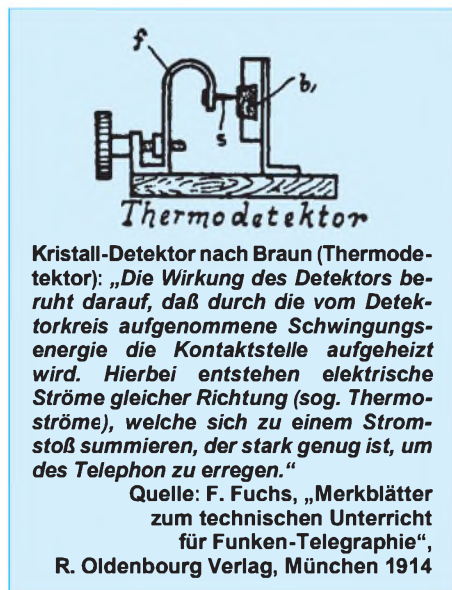 f
b,
s
Thermodetektor
Kristall-Detektor nach Braun (Thermode-
tektor): „Die Wirkung des Detektors be-
ruht darauf, daß durch die vom Detek-
torkreis aufgenommene Schwingungs-
energie die Kontaktstelle aufgeheizt
wird. Hierbei entstehen elektrische
Ströme gleicher Richtung (sog. Thermo-
ströme), welche sich zu einem Strom-
stoß summieren, der stark genug ist, um
des Telephon zu erregen.“
Quelle: F. Fuchs, „Merkblätter
zum technischen Unterricht
für Funken-Telegraphie“,
R. Oldenbourg Verlag, München 1914